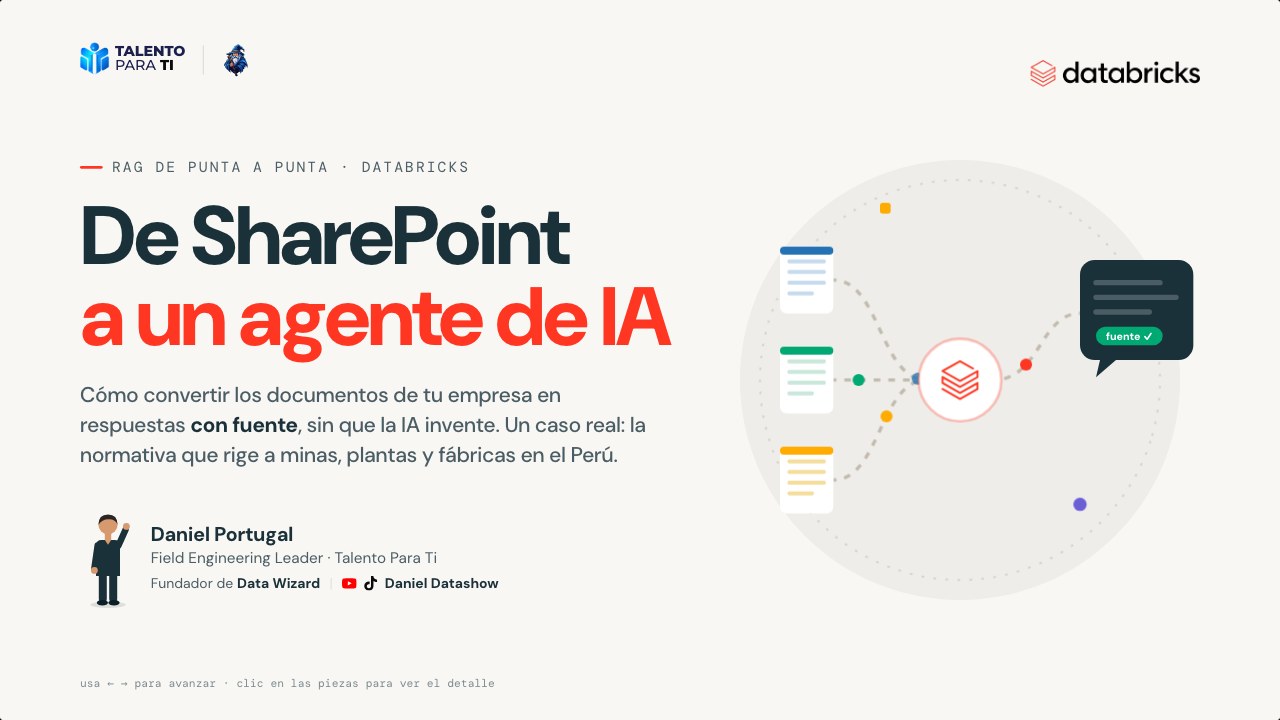 TALENTO
PARA TI
databricks
RAG DE PUNTA A PUNTA · DATABRICKS
De SharePoint
a un agente de IA
Cómo convertir los documentos de tu empresa en
respuestas con fuente, sin que la IA invente. Un caso real: la
normativa que rige a minas, plantas y fábricas en el Perú.
fuente ✓
Daniel Portugal
Field Engineering Leader · Talento Para Ti
Fundador de Data Wizard | Daniel Datashow
usa ← → para avanzar · clic en las piezas para ver el detalle